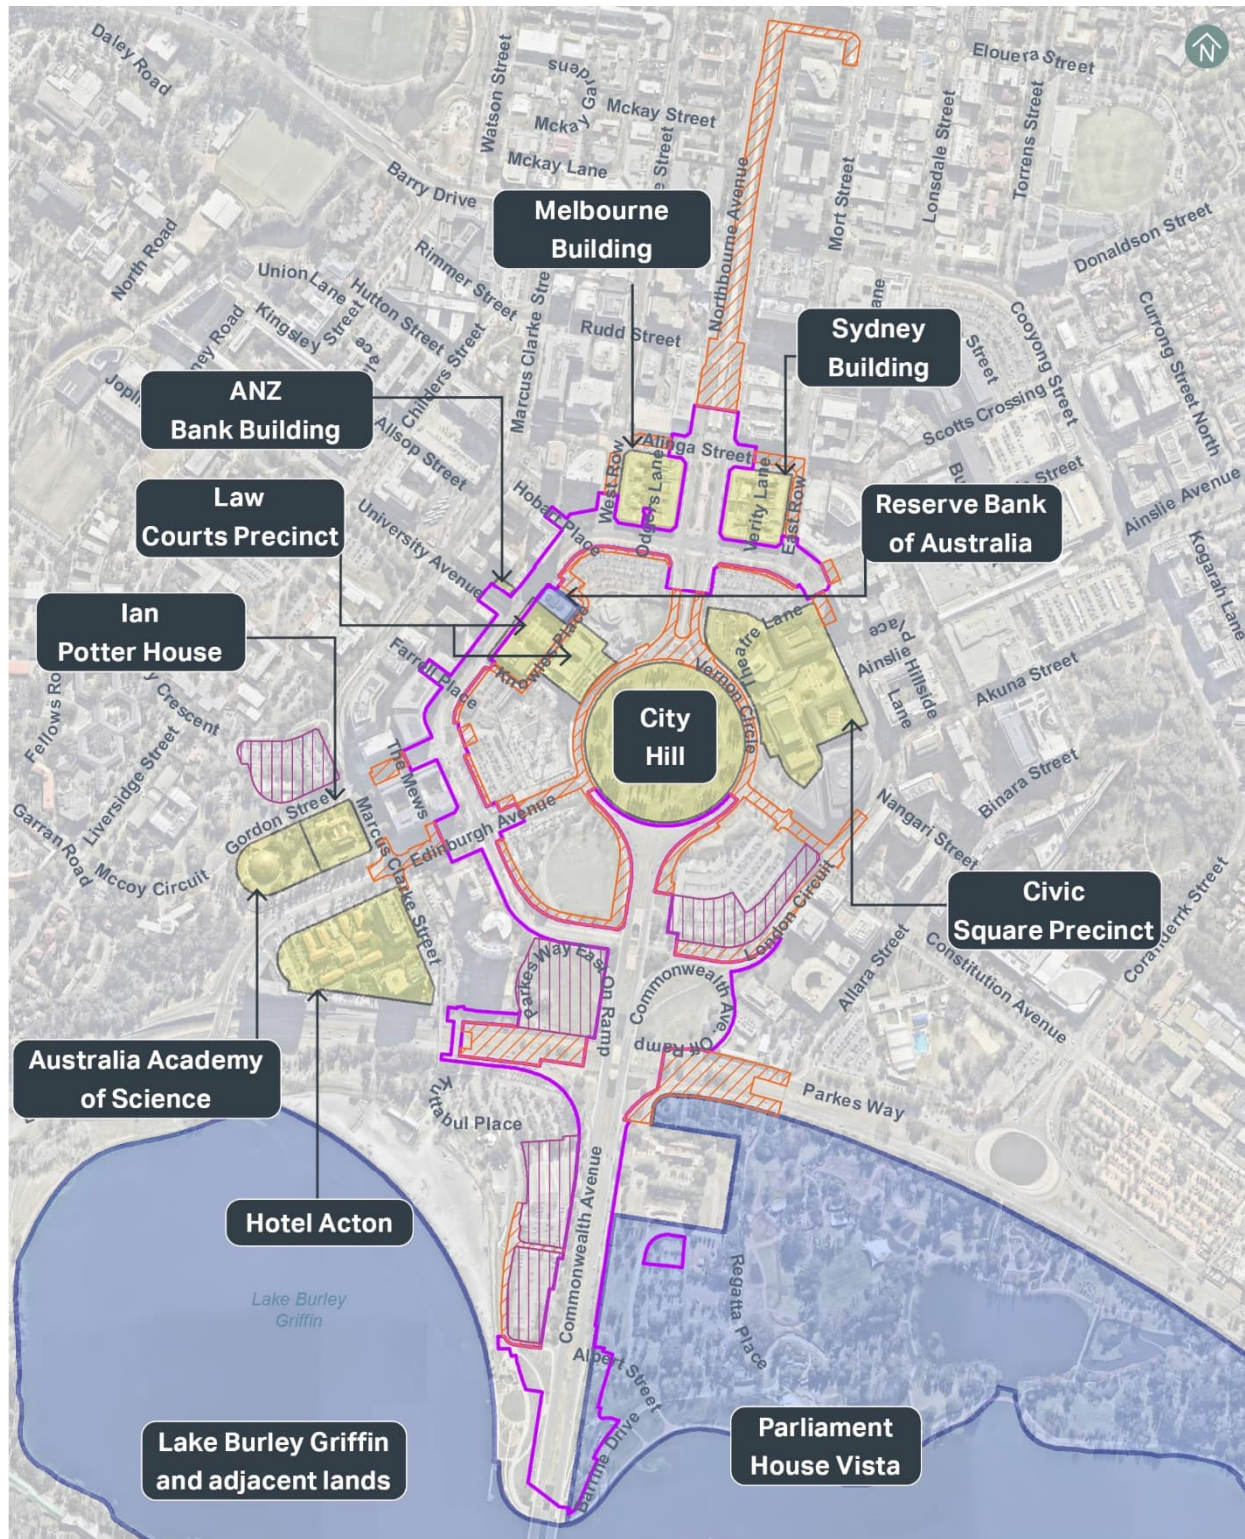 N
Daley Road
Watson Street
Mckay Gardens
Mckay Street
Elouera Street
Lonsdale Street
Torrens Street
Mckay Lane
Barry Drive
e Street
Northbourne Avenue
Mort Street
Donaldson Street
North Road
Melbourne
Building
Union Lane
Rimmer Street
Hutton Street
Kingsley Street
Childers Street
Marcus Clarke Stre
Rudd Street
Sydney
Building
Cooyong Street
Currong Street North
Street
Scotts Crossing
ANZ
Bank Building
Allsop Street
Alinga Street
West Row
Odgers Lane
Verity Lane
East Row
Ainslie Avenue
Law
Courts Precinct
Hobart Place
University Avenue
Reserve Bank
of Australia
Kogarah Lane
Ian
Potter House
Knowles Place
Farrell Place
Theatre Lane
Vernon Circle
Ainslie Place
Hillside Lane
Akuna Street
Fellows Ro
y Crescent
Liversidge Street
City
Hill
The Mews
Binara Street
Nangari Street
Gordon Stree
Garran Road
Mccoy Circuit
Marcus Clarke Street
Edinburgh Avenue
London Circuit
Civic
Square Precinct
Coranderrk Street
Constitution Avenue
Allara Street
Parkes Way East On Ramp
Commonwealth Ave. Off Ramp
Australia Academy
of Science
Kuttabul Place
Parkes Way
Commonwealth Avenue
Hotel Acton
Regatta Place
Lake Burley
Griffin
Albert Street
Barrine Drive
Lake Burley Griffin
and adjacent lands
Parliament
House Vista